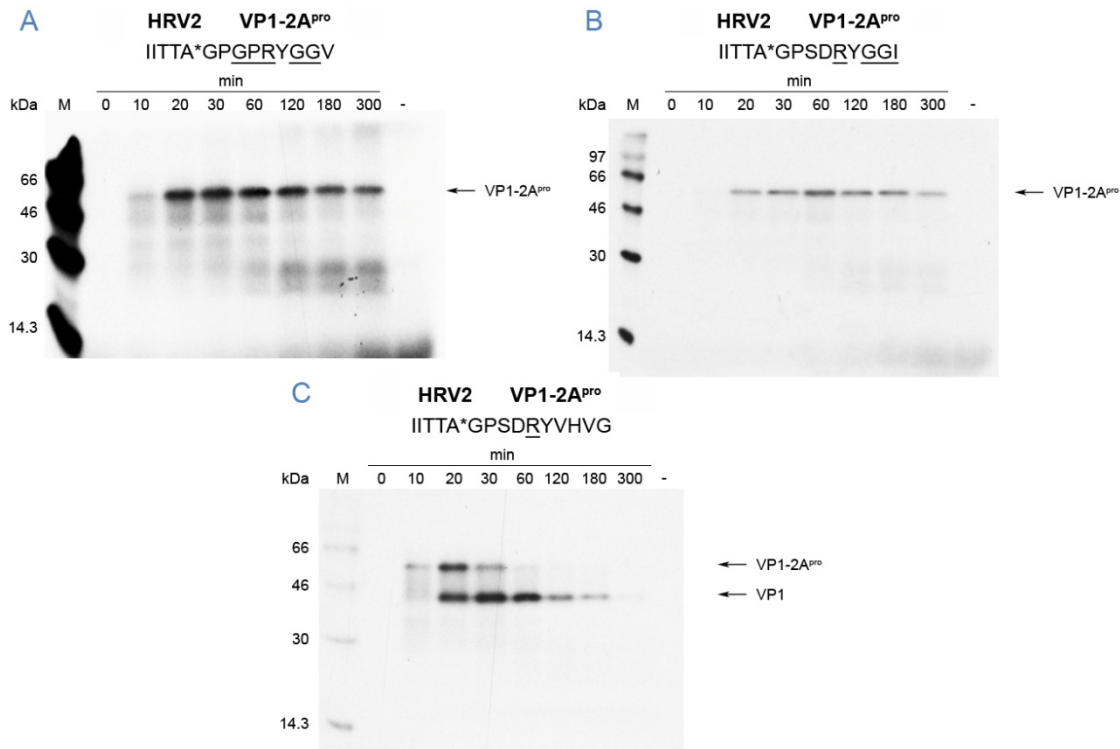 A
HRV2 VP1-2Apro
IITTA*GPGPRYGGV
min
kDa M 0 10 20 30 60 120 180 300 -
66
46
30
14.3
VP1-2Apro
B
HRV2 VP1-2Apro
IITTA*GPSDRYGGI
min
kDa M 0 10 20 30 60 120 180 300 -
97
66
46
30
14.3
VP1-2Apro
C
HRV2 VP1-2Apro
IITTA*GPSDRYVHVG
min
kDa M 0 10 20 30 60 120 180 300 -
66
46
30
14.3
VP1-2Apro
VP1